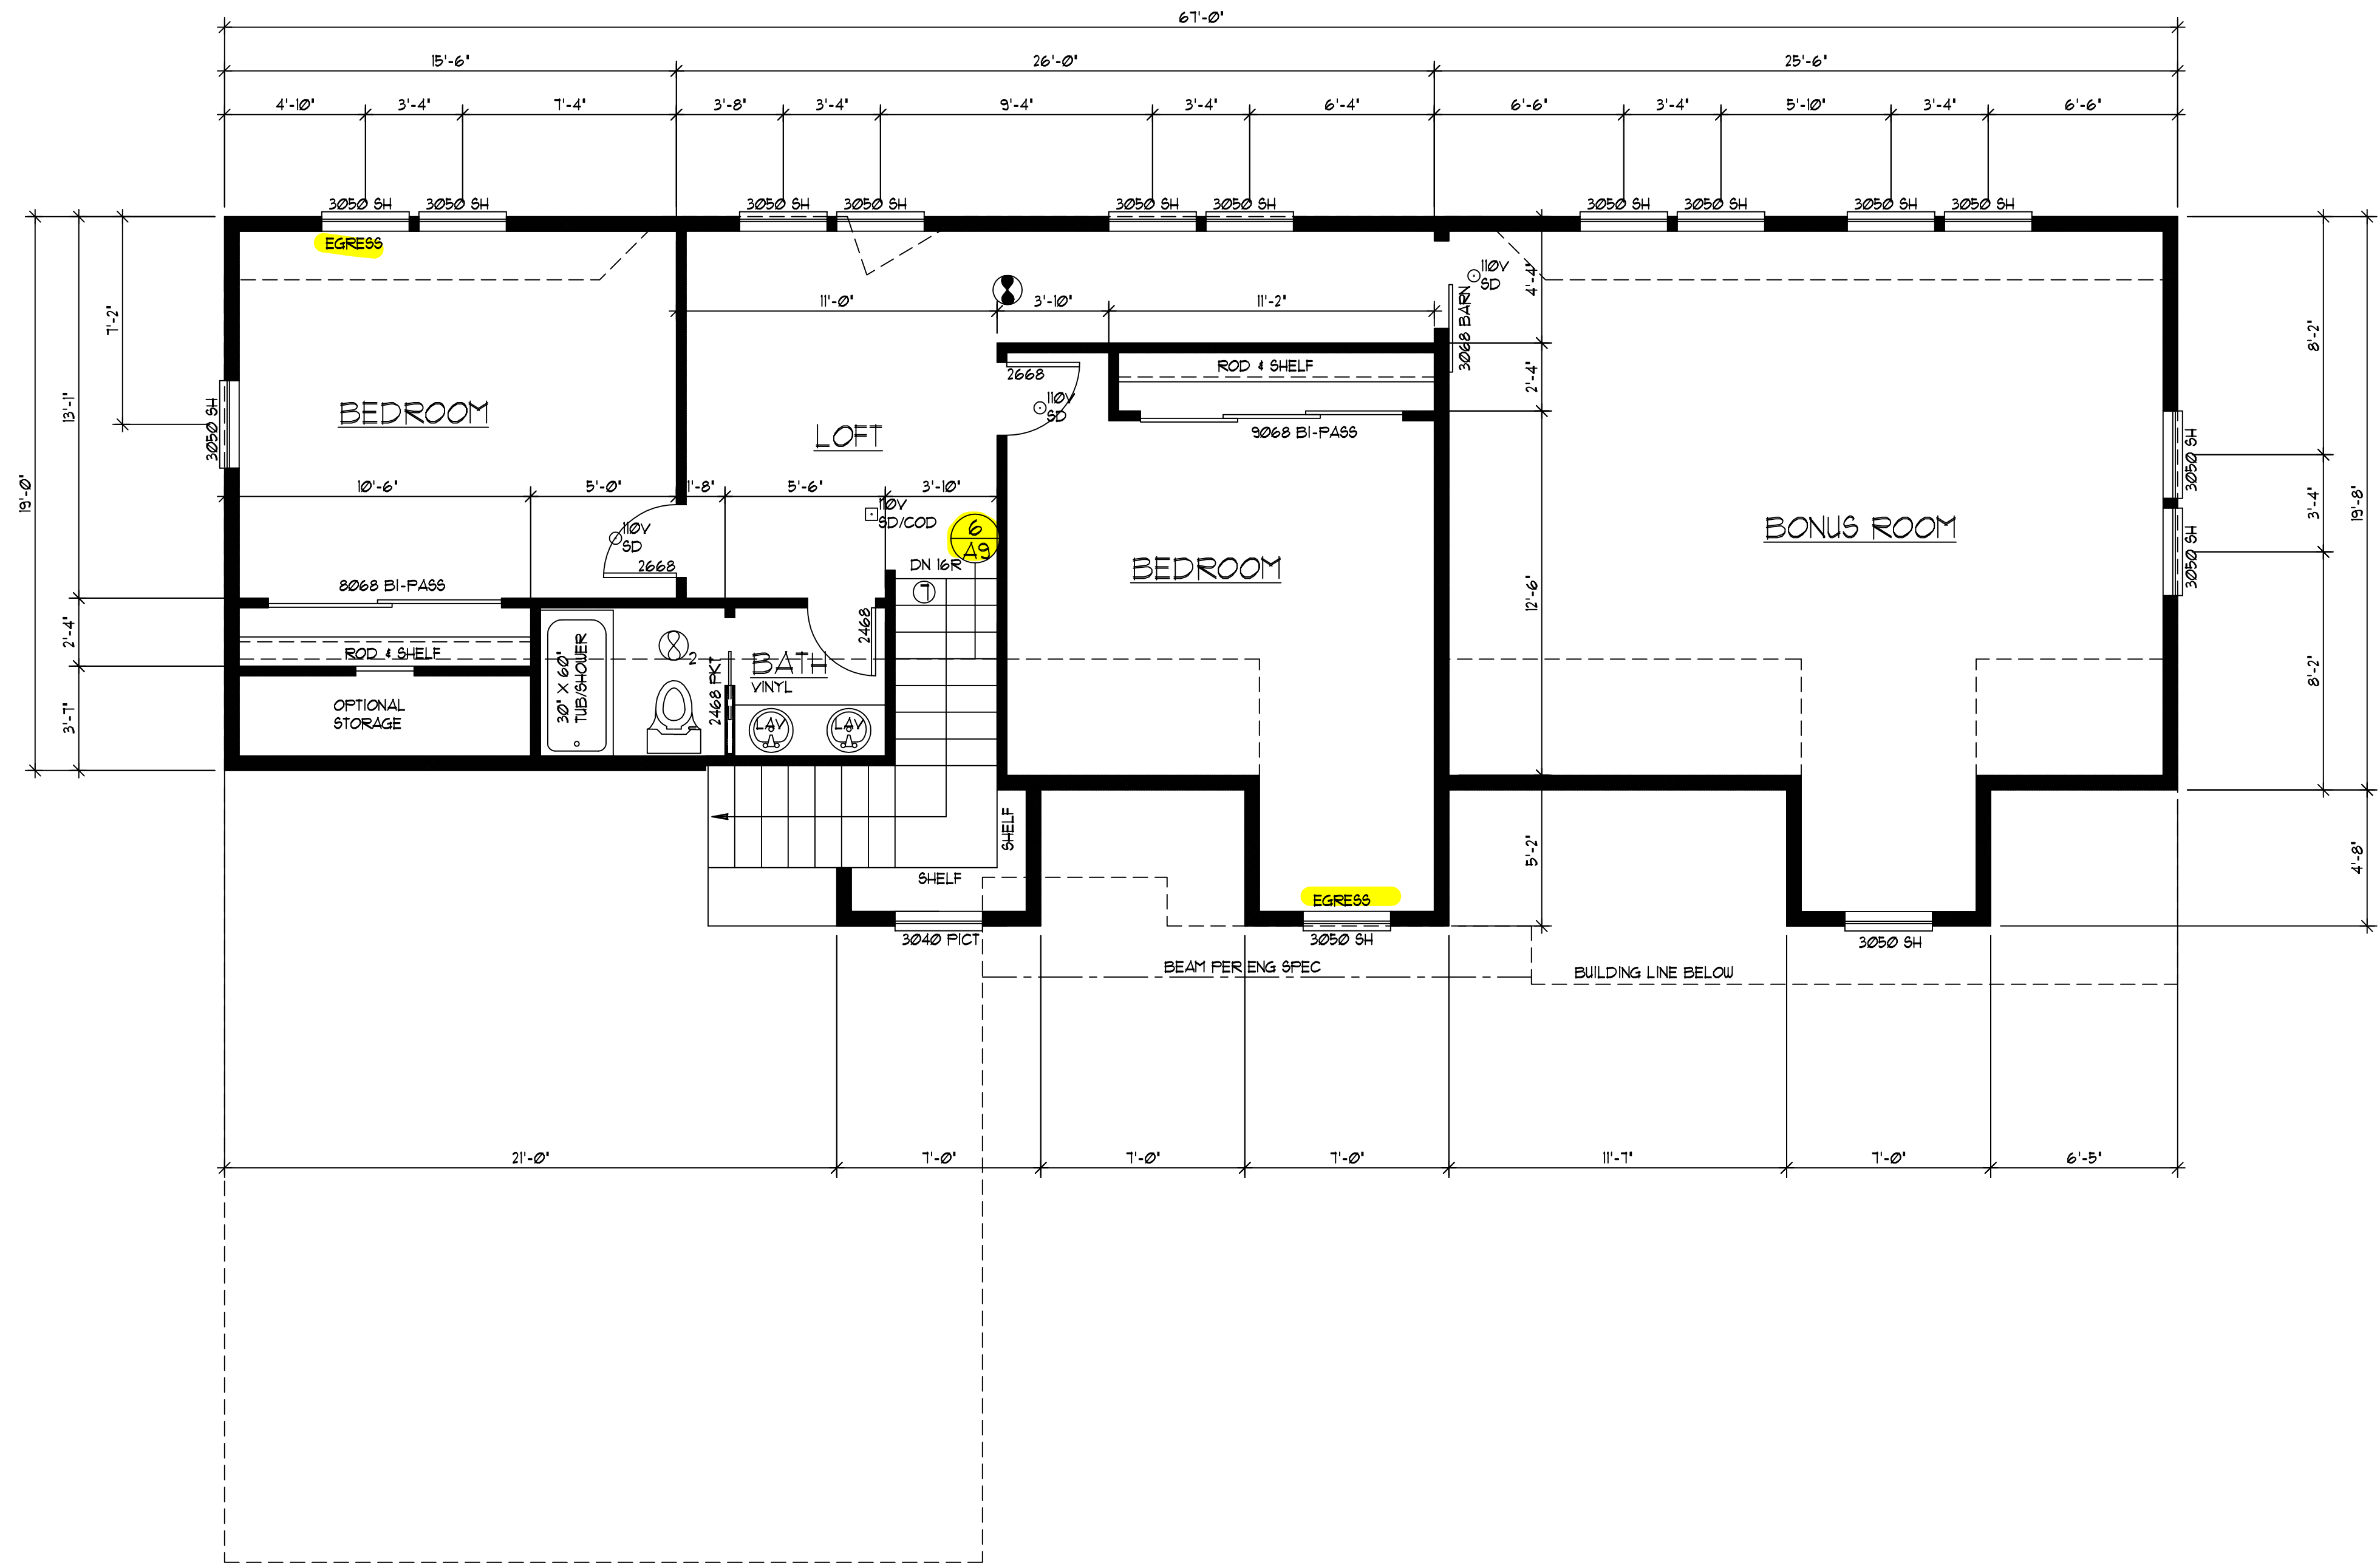 67'-0"
15'-6" 26'-0" 25'-6"
4'-10" 3'-4" 7'-4" 3'-8" 3'-4" 9'-4" 3'-4" 6'-4" 6'-6" 3'-4" 5'-10" 3'-4" 6'-6"
3050 SH 3050 SH 3050 SH 3050 SH 3050 SH 3050 SH 3050 SH 3050 SH 3050 SH 3050 SH
EGRESS
110V
SD
4'-4"
11'-0" 3'-10" 11'-2"
3068 BARN
7'-2"
8'-2"
ROD & SHELF
2668
2'-4"
13'-1"
110V
SD
BEDROOM
3050 SH
LOFT
9068 BI-PASS
3050 SH
19'-0"
10'-6" 5'-0" 1'-8" 5'-6" 3'-10"
3'-4"
19'-8"
110V
SD/COD
6
A9
110V
SD
BONUS ROOM
3050 SH
2668
DN 16R
BEDROOM
8068 BI-PASS
7
12'-6"
2'-4"
2468
ROD & SHELF
30" X 60"
TUB/SHOWER
2
2468 PKT
BATH
VINYL
8'-2"
OPTIONAL
STORAGE
3'-7"
LAV LAV
SHELF
SHELF
5'-2"
4'-8"
EGRESS
3040 PICT
3050 SH
3050 SH
BEAM PER ENG SPEC
BUILDING LINE BELOW
21'-0" 7'-0" 7'-0" 7'-0" 11'-7" 7'-0" 6'-5"